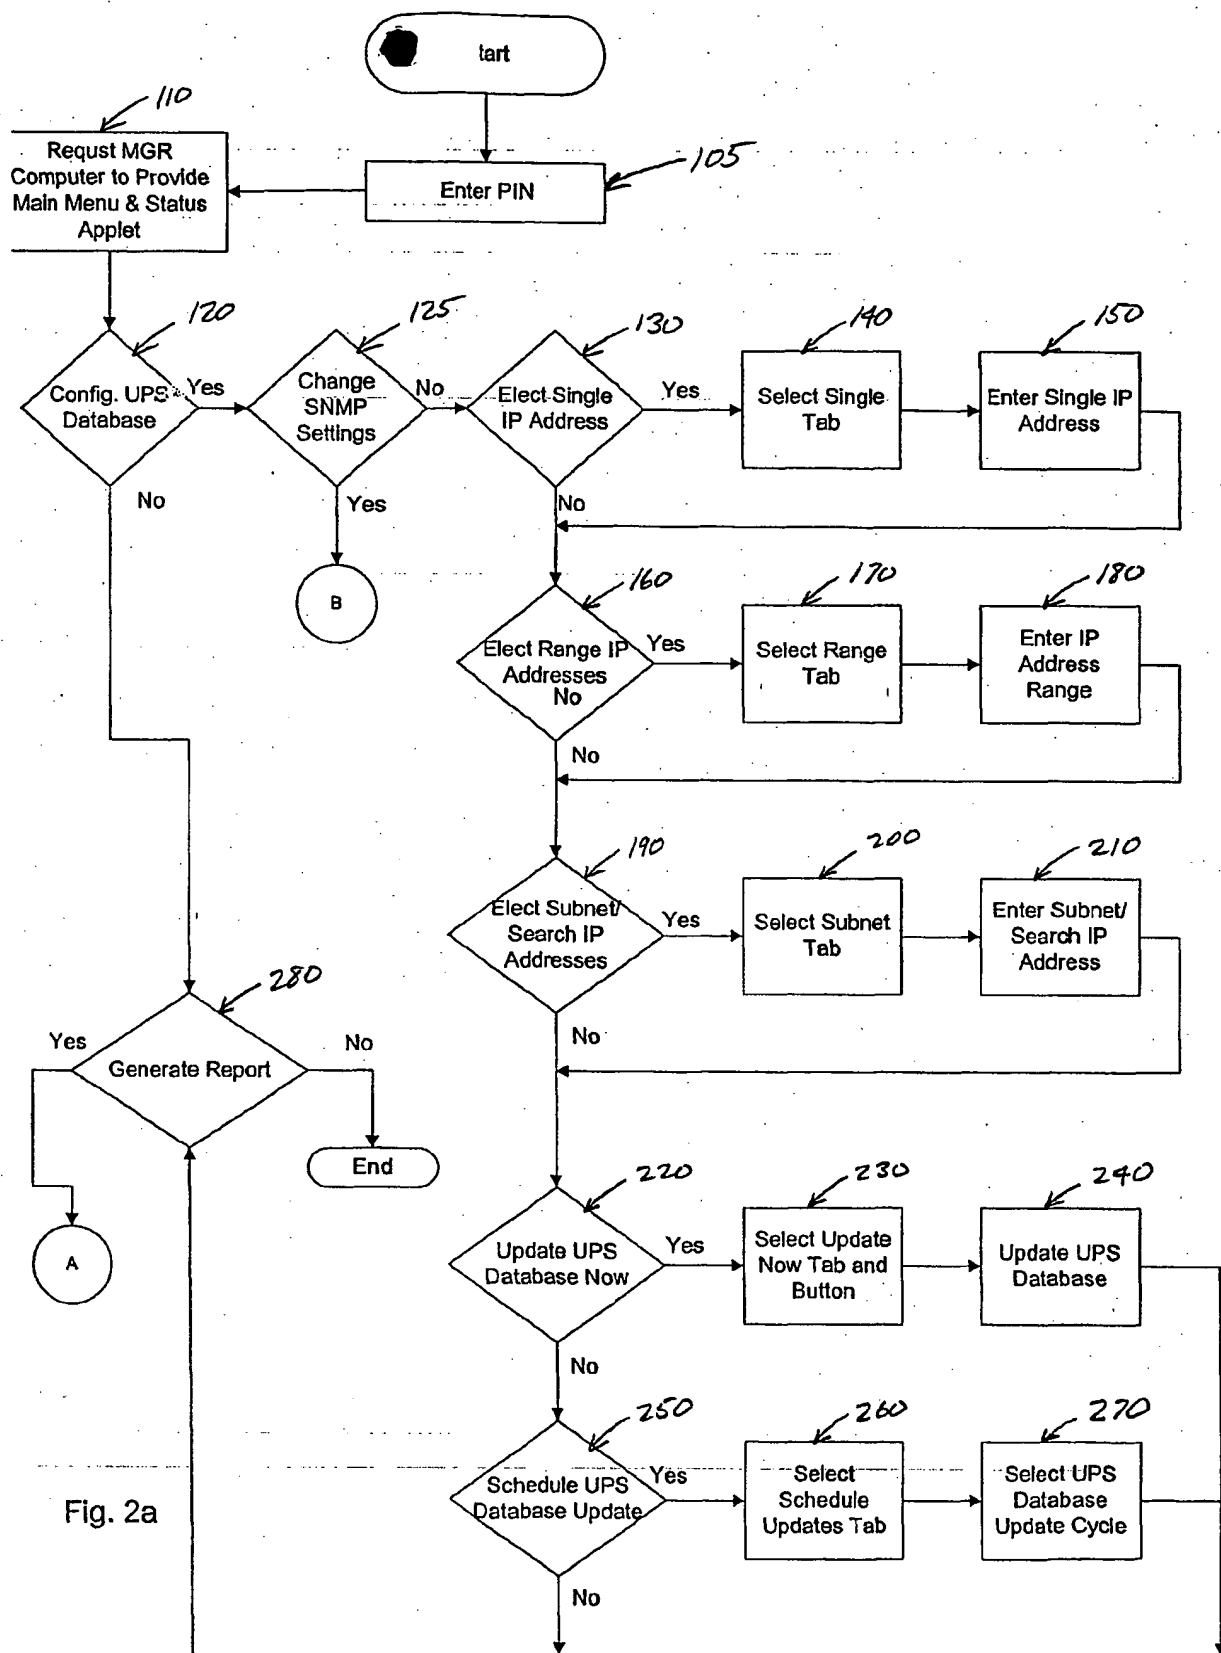 tart
110
Requst MGR
Computer to Provide
Main Menu & Status
Applet
105
Enter PIN
120
Config. UPS
Database
Yes
No
125
Change
SNMP
Settings
No
Yes
B
130
Elect Single
IP Address
Yes
No
140
Select Single
Tab
150
Enter Single IP
Address
160
Elect Range IP
Addresses
No
Yes
No
170
Select Range
Tab
180
Enter IP
Address
Range
190
Elect Subnet/
Search IP
Addresses
Yes
No
200
Select Subnet
Tab
210
Enter Subnet/
Search IP
Address
280
Generate Report
Yes
No
End
A
220
Update UPS
Database Now
Yes
No
230
Select Update
Now Tab and
Button
240
Update UPS
Database
250
Schedule UPS
Database Update
Yes
No
260
Select
Schedule
Updates Tab
270
Select UPS
Database
Update Cycle
Fig. 2a